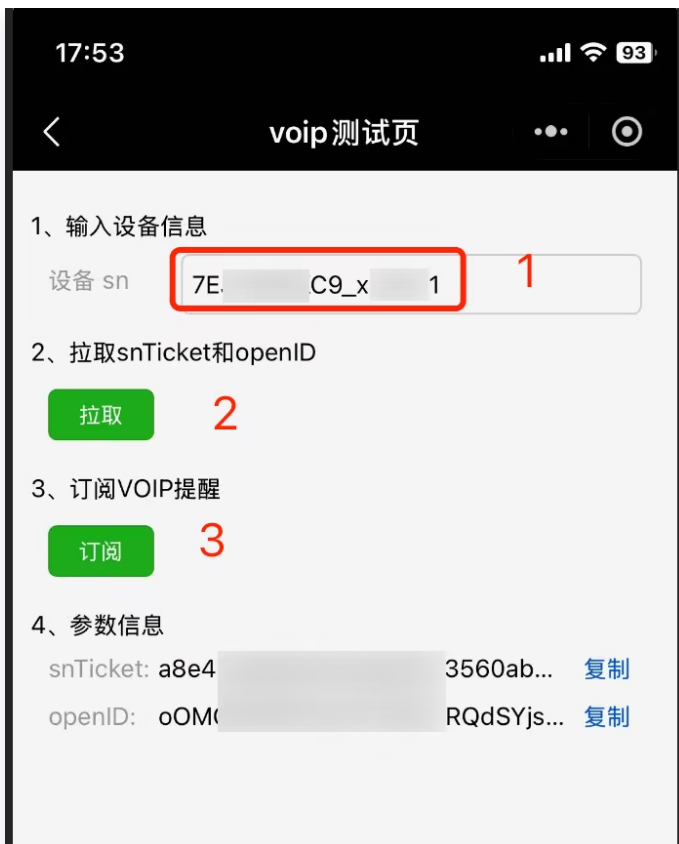 17:53 93
voip测试页
1、输入设备信息
设备 sn 7E C9_x 1 1
2、拉取snTicket和openID
拉取 2
3、订阅VOIP提醒
订阅 3
4、参数信息
snTicket: a8e4 3560ab... 复制
openID: oOM RQdSYjs... 复制